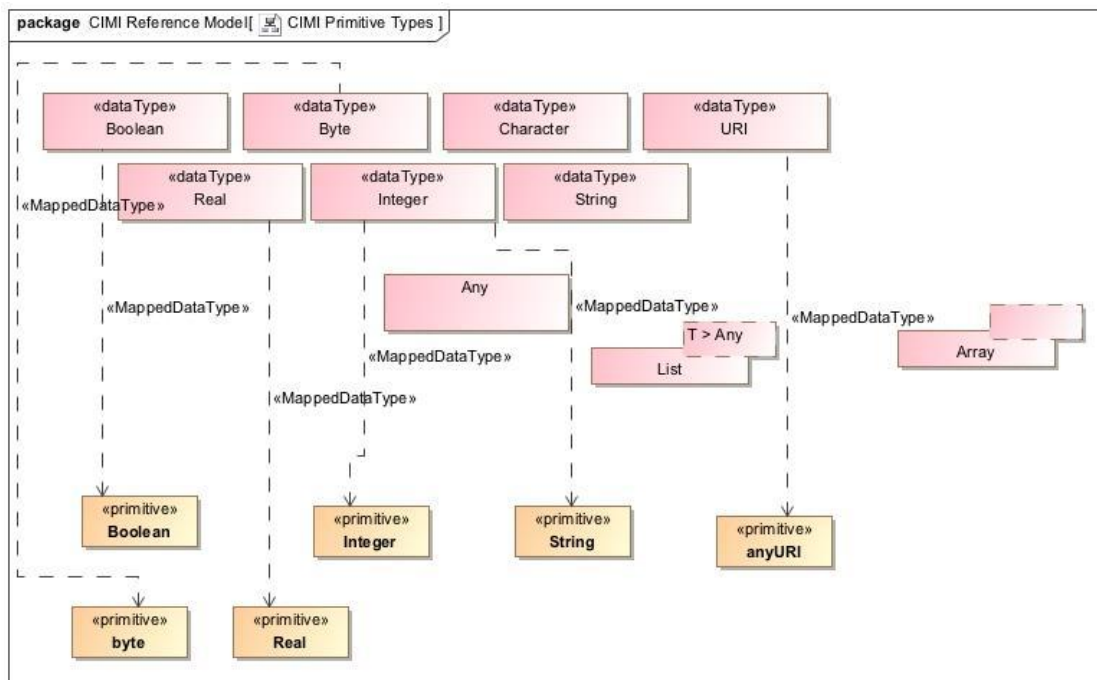 package CIMI Reference Model[ CIMI Primitive Types ]
«dataType»
Boolean
«dataType»
Byte
«dataType»
Character
«dataType»
URI
«dataType»
Real
«dataType»
Integer
«dataType»
String
«MappedDataType»
Any
«MappedDataType»
«MappedDataType»
«MappedDataType»
T > Any
List
Array
«MappedDataType»
«MappedDataType»
«primitive»
Boolean
«primitive»
Integer
«primitive»
String
«primitive»
anyURI
«primitive»
byte
«primitive»
Real